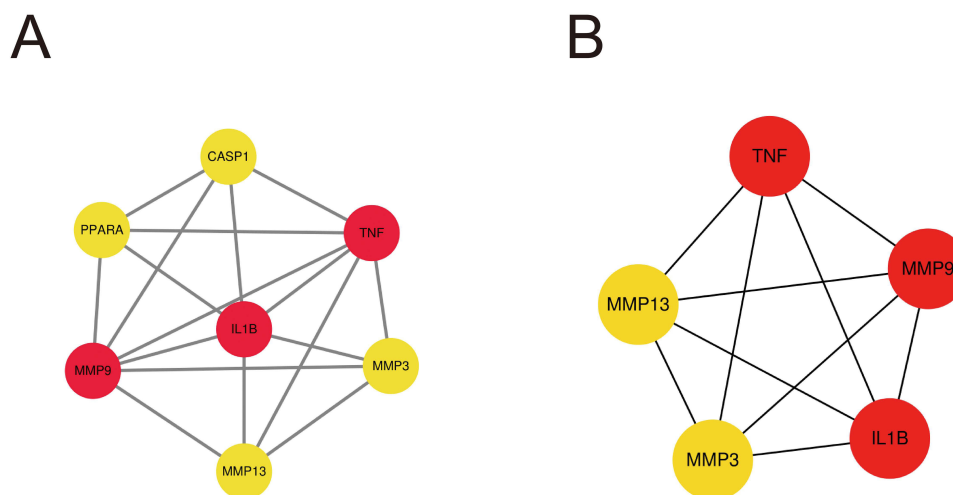 A
B
CASP1
PPARA
TNF
IL1B
MMP9
MMP3
MMP13
TNF
MMP9
MMP13
IL1B
MMP3